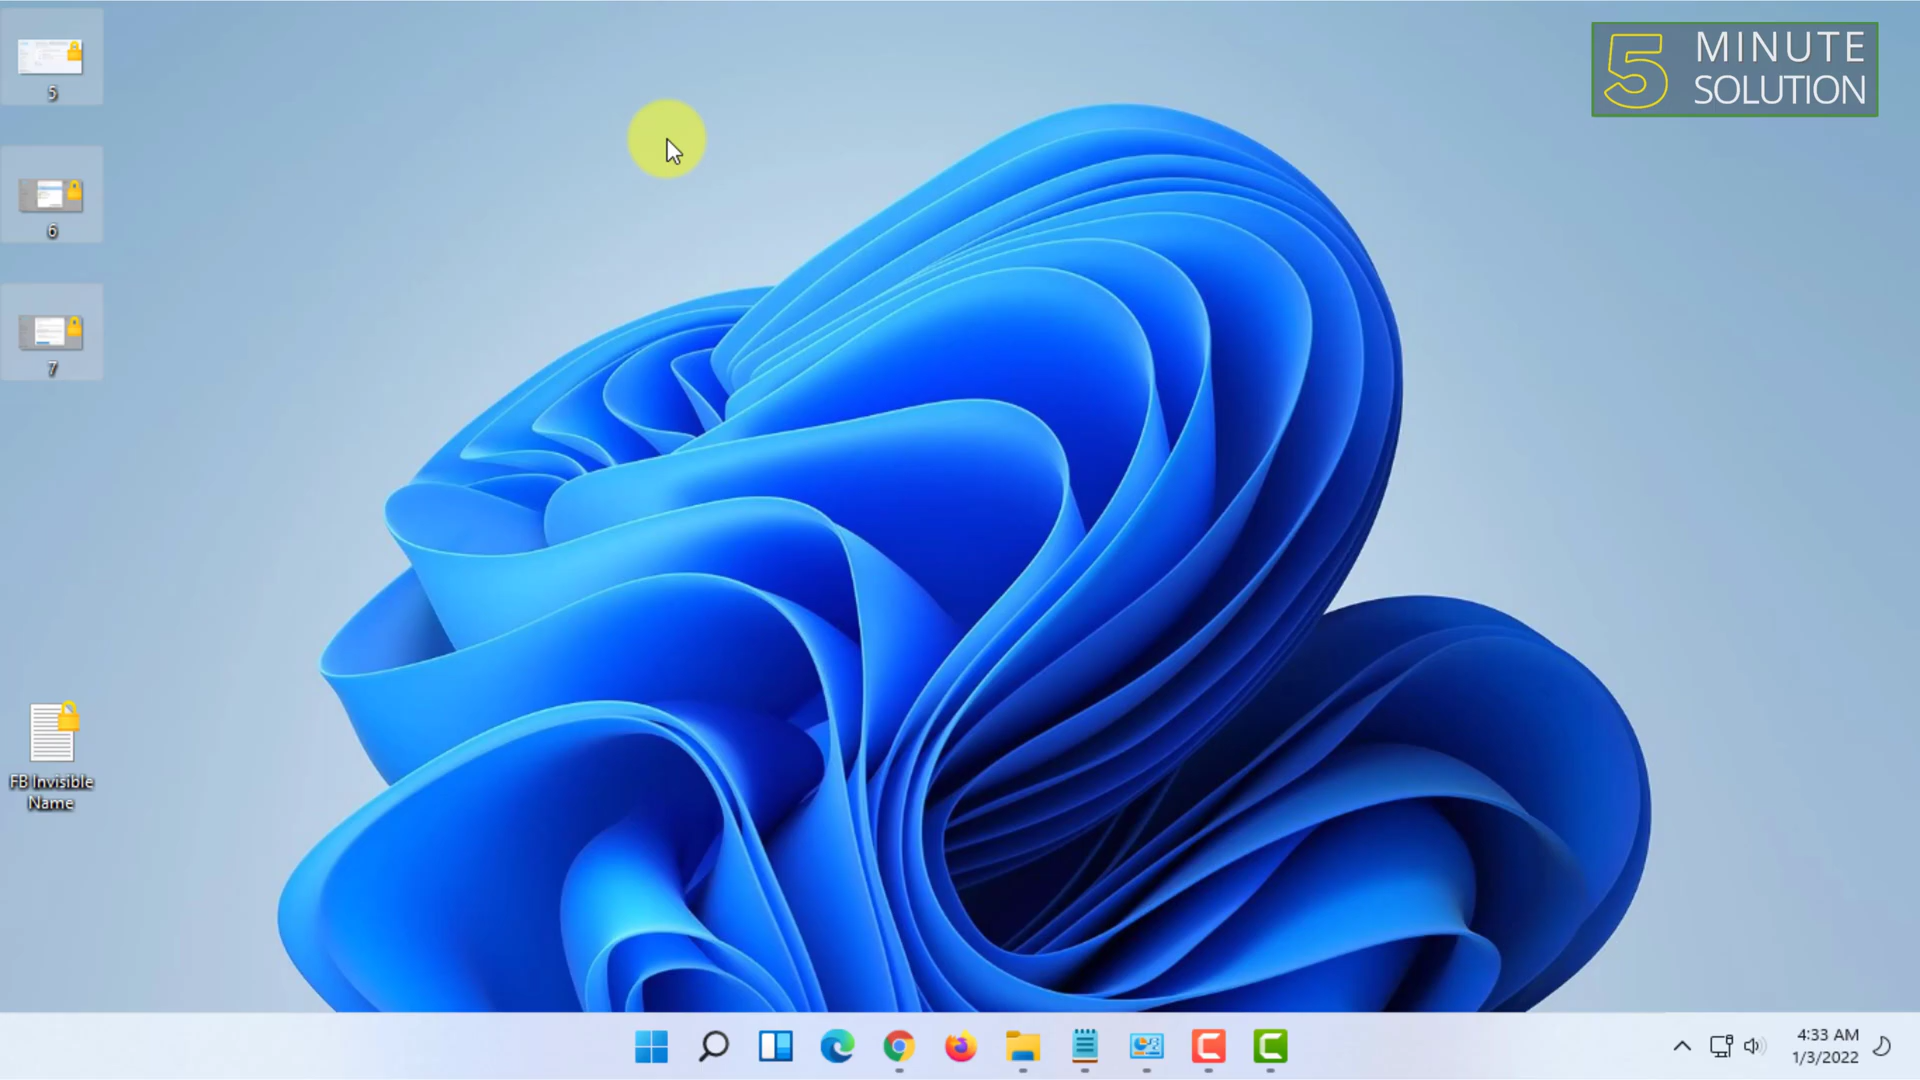 5
5 MINUTE
SOLUTION
6
7
FB Invisible
Name
4:33 AM
1/3/2022